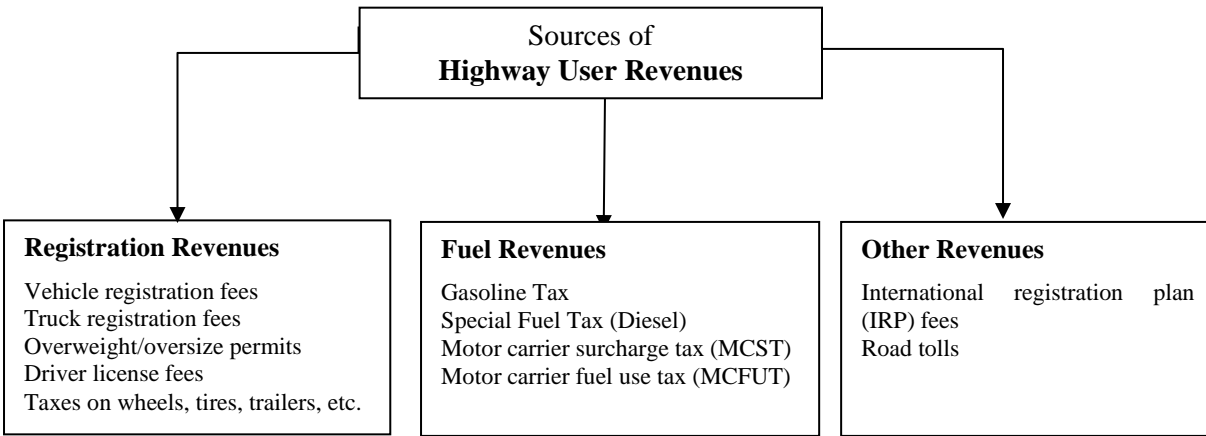 Sources of
Highway User Revenues
Registration Revenues
Vehicle registration fees
Truck registration fees
Overweight/oversize permits
Driver license fees
Taxes on wheels, tires, trailers, etc.
Fuel Revenues
Gasoline Tax
Special Fuel Tax (Diesel)
Motor carrier surcharge tax (MCST)
Motor carrier fuel use tax (MCFUT)
Other Revenues
International registration plan
(IRP) fees
Road tolls